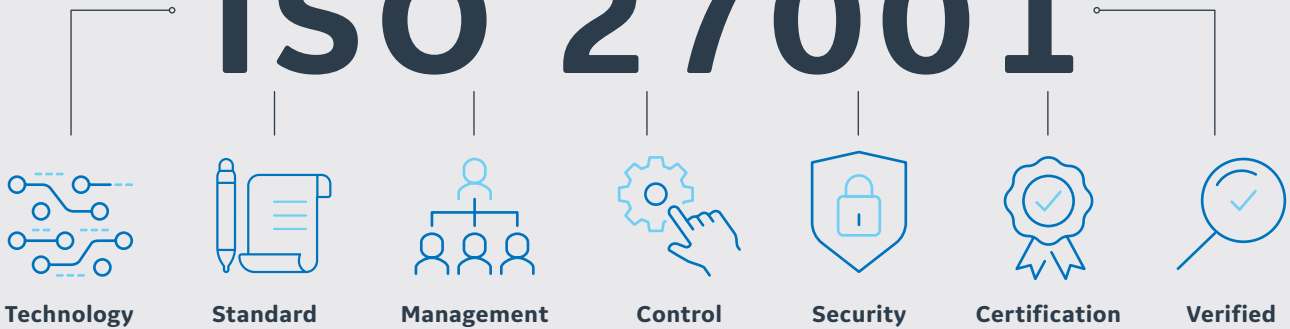 ISO 27001
Technology Standard Management Control Security Certification Verified